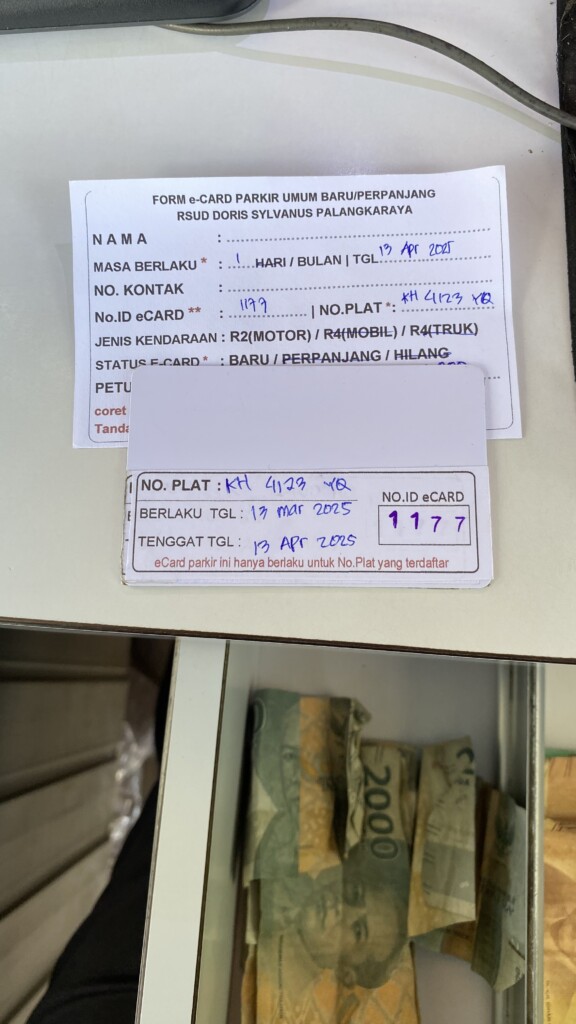 FORM e-CARD PARKIR UMUM BARU/PERPANJANG
RSUD DORIS SYLVANUS PALANGKARAYA
NAMA :
MASA BERLAKU * : 1 HARI / BULAN | TGL 13 Apr 2025
NO. KONTAK :
No.ID eCARD ** : 1177 | NO.PLAT * : KH 4123 YQ
JENIS KENDARAAN : R2(MOTOR) / R4(MOBIL) / R4(TRUK)
STATUS E-CARD * : BARU / PERPANJANG / HILANG
PETU
coret
Tanda
NO. PLAT : KH 4123 YQ
BERLAKU TGL : 13 mar 2025
TENGGAT TGL : 13 Apr 2025
NO.ID eCARD
1177
eCard parkir ini hanya berlaku untuk No.Plat yang terdaftar
2000